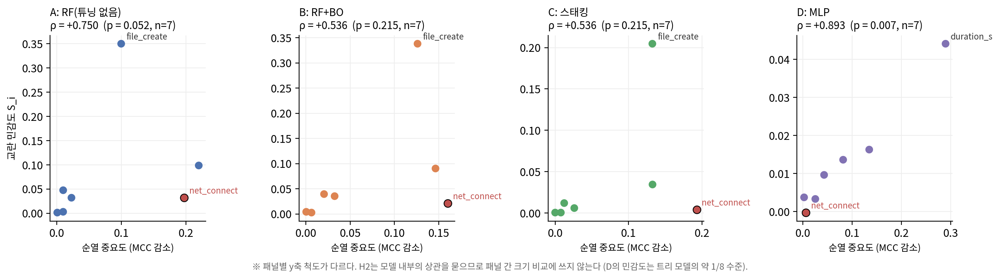 A: RF(튜닝 없음)
ρ = +0.750 (p = 0.052, n=7)
file_create
net_connect
교란 민감도 S_i
0.35
0.30
0.25
0.20
0.15
0.10
0.05
0.00
0.0 0.1 0.2
순열 중요도 (MCC 감소)
B: RF+BO
ρ = +0.536 (p = 0.215, n=7)
file_create
net_connect
0.35
0.30
0.25
0.20
0.15
0.10
0.05
0.00
0.00 0.05 0.10 0.15
순열 중요도 (MCC 감소)
C: 스태킹
ρ = +0.536 (p = 0.215, n=7)
file_create
net_connect
0.20
0.15
0.10
0.05
0.00
0.0 0.1 0.2
순열 중요도 (MCC 감소)
D: MLP
ρ = +0.893 (p = 0.007, n=7)
duration_s
net_connect
0.04
0.03
0.02
0.01
0.00
0.0 0.1 0.2 0.3
순열 중요도 (MCC 감소)
※ 패널별 y축 척도가 다르다. H2는 모델 내부의 상관을 묻으므로 패널 간 크기 비교에 쓰지 않는다 (D의 민감도는 트리 모델의 약 1/8 수준).